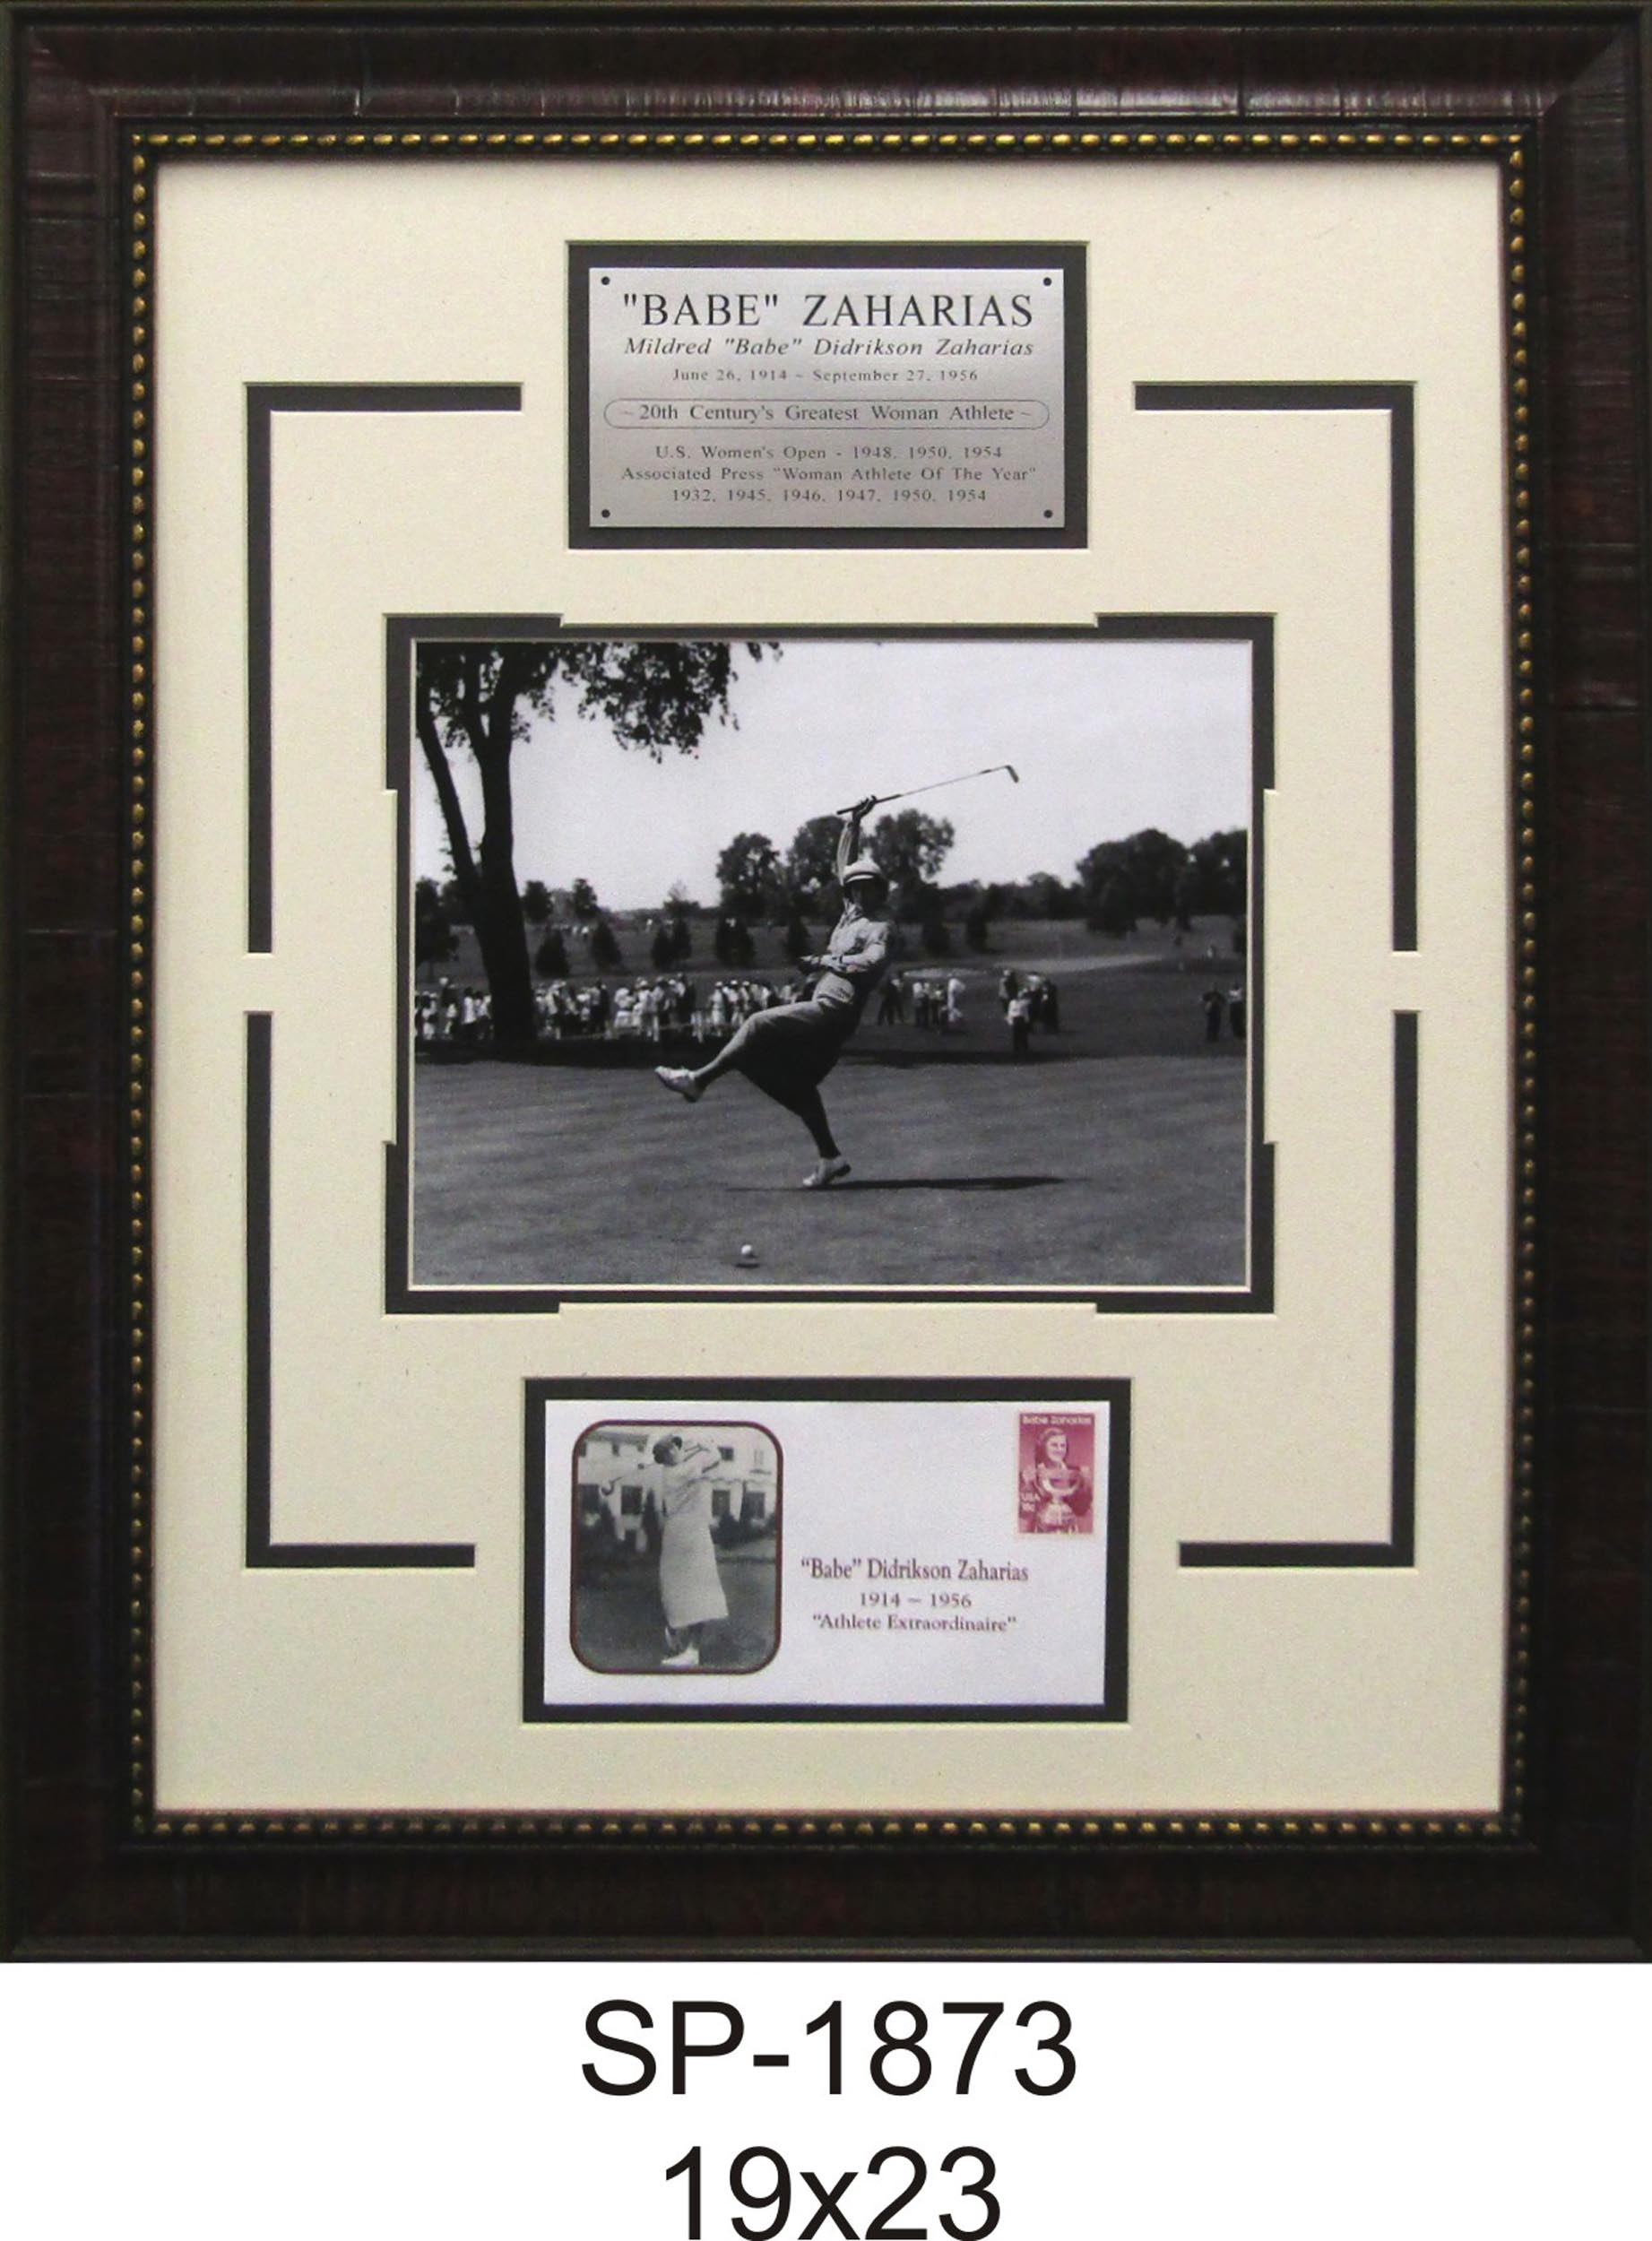 "BABE" ZAHARIAS
Mildred "Babe" Didrikson Zaharias
June 26, 1914 ~ September 27, 1956
~ 20th Century's Greatest Woman Athlete ~
U.S. Women's Open - 1948, 1950, 1954
Associated Press "Woman Athlete Of The Year"
1932, 1945, 1946, 1947, 1950, 1954
Babe Zaharias
USA
18c
“Babe” Didrikson Zaharias
1914 ~ 1956
“Athlete Extraordinaire”
SP-1873
19x23